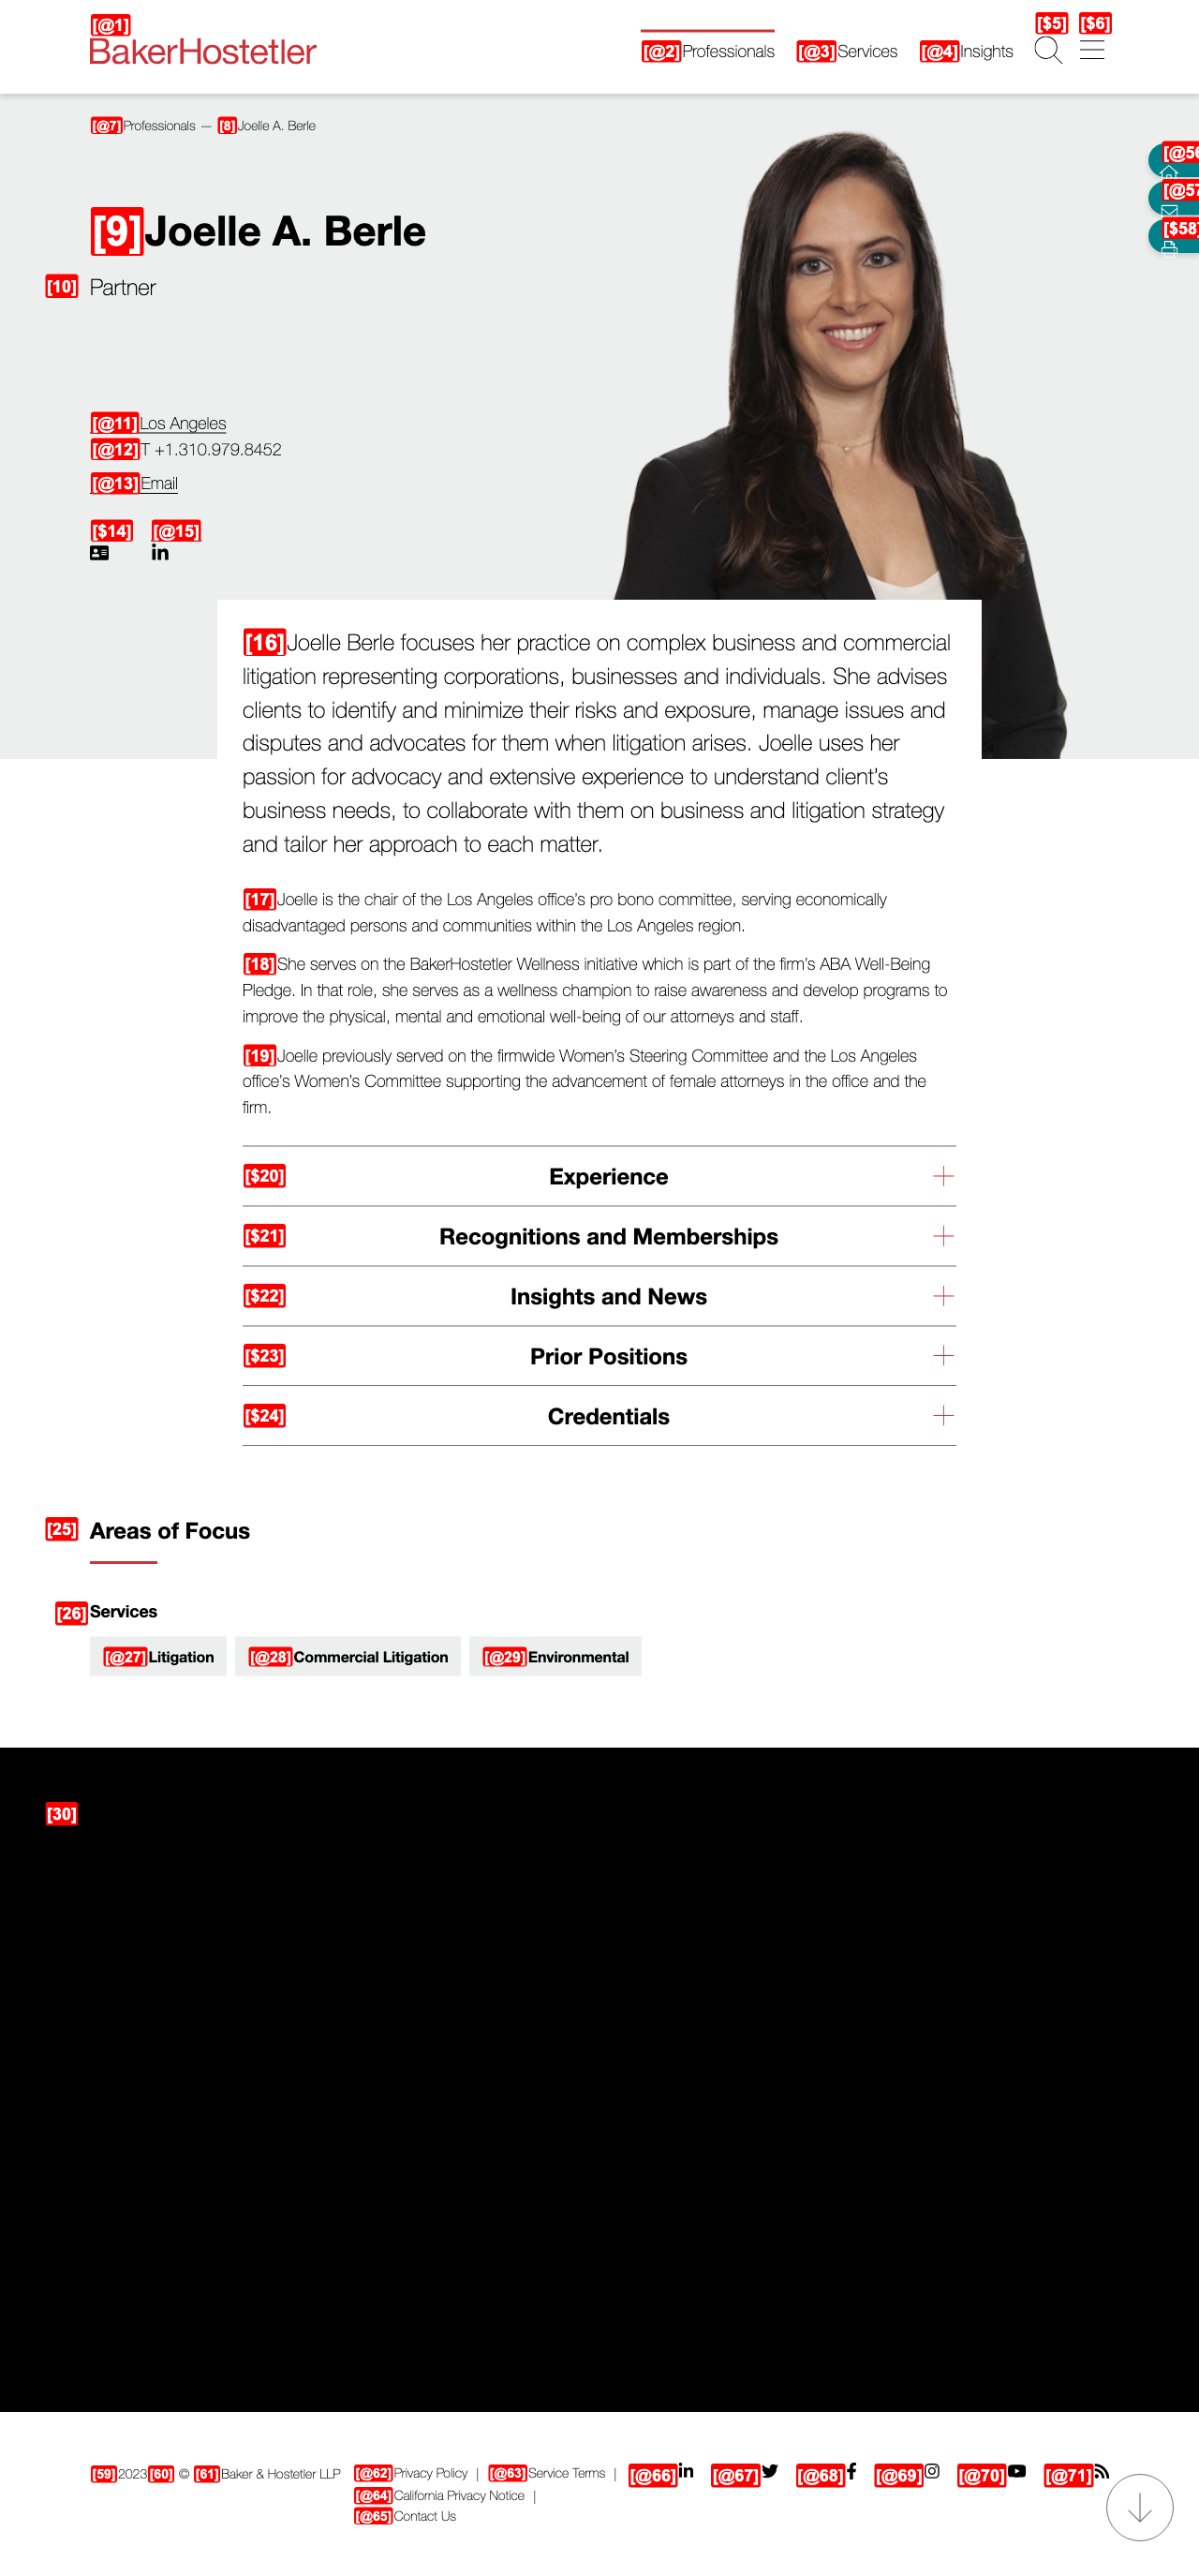 [@1]
BakerHostetler
[@2]Professionals [@3]Services [@4]Insights [$5] [$6]
[@7]Professionals — [8]Joelle A. Berle
[@56
[@57
[$58]
[9]Joelle A. Berle
[10] Partner
[@11]Los Angeles
[@12]T +1.310.979.8452
[@13]Email
[$14] [@15]
in
[16]Joelle Berle focuses her practice on complex business and commercial
litigation representing corporations, businesses and individuals. She advises
clients to identify and minimize their risks and exposure, manage issues and
disputes and advocates for them when litigation arises. Joelle uses her
passion for advocacy and extensive experience to understand client’s
business needs, to collaborate with them on business and litigation strategy
and tailor her approach to each matter.
[17]Joelle is the chair of the Los Angeles office’s pro bono committee, serving economically
disadvantaged persons and communities within the Los Angeles region.
[18]She serves on the BakerHostetler Wellness initiative which is part of the firm’s ABA Well-Being
Pledge. In that role, she serves as a wellness champion to raise awareness and develop programs to
improve the physical, mental and emotional well-being of our attorneys and staff.
[19]Joelle previously served on the firmwide Women’s Steering Committee and the Los Angeles
office’s Women’s Committee supporting the advancement of female attorneys in the office and the
firm.
[$20] Experience
[$21] Recognitions and Memberships
[$22] Insights and News
[$23] Prior Positions
[$24] Credentials
[25] Areas of Focus
[26]Services
[@27]Litigation [@28]Commercial Litigation [@29]Environmental
[30]
[59]2023[60] © [61]Baker & Hostetler LLP [@62]Privacy Policy | [@63]Service Terms | [@66]in [@67] [@68]f [@69] [@70] [@71]
[@64]California Privacy Notice |
[@65]Contact Us